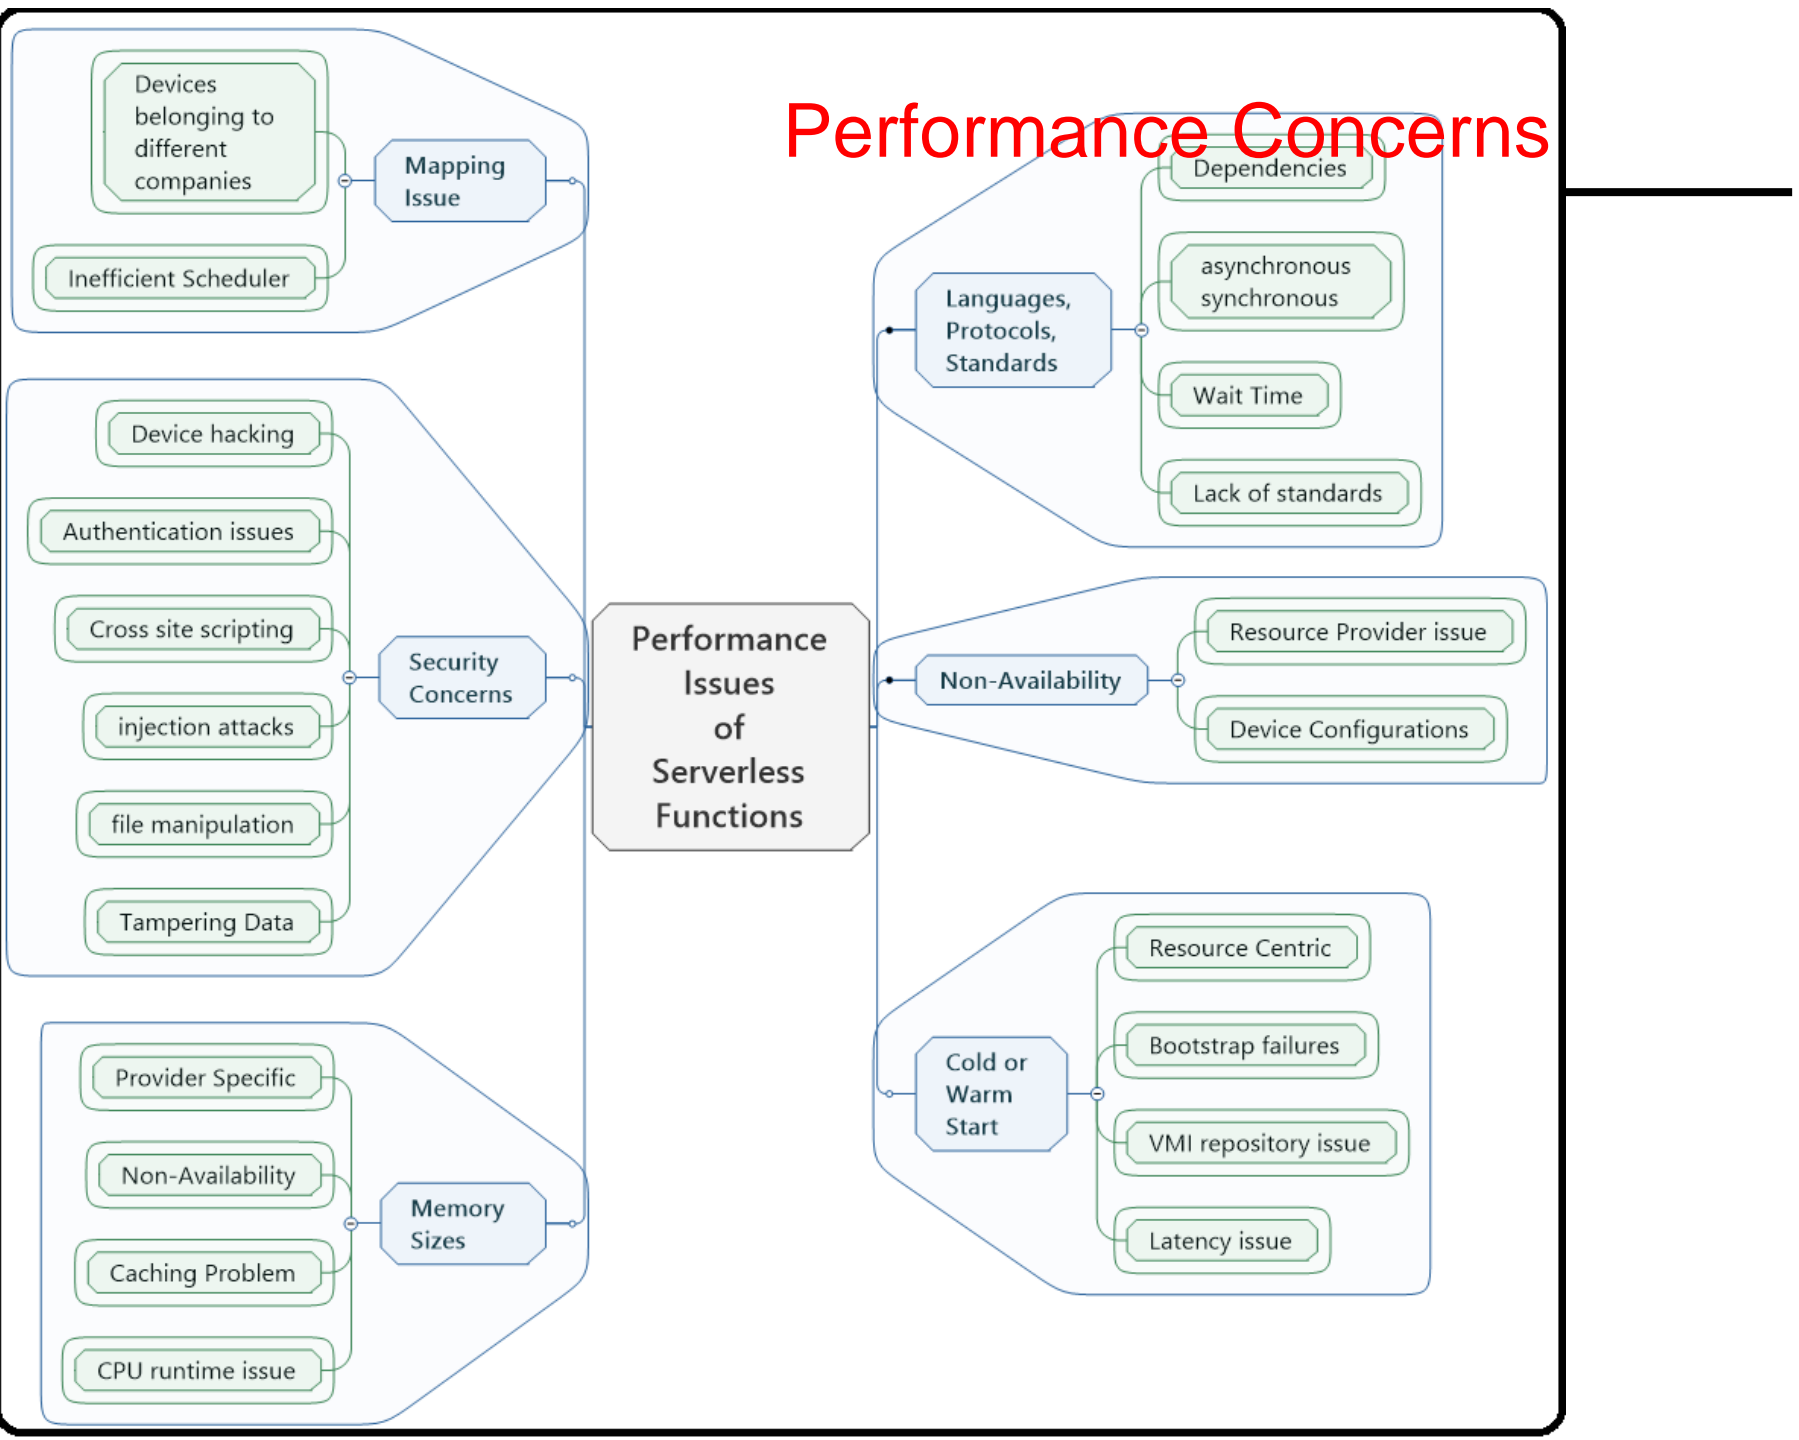 Performance Concerns
Devices
belonging to
different
companies
Inefficient Scheduler
Mapping
Issue
Device hacking
Authentication issues
Cross site scripting
injection attacks
file manipulation
Tampering Data
Security
Concerns
Provider Specific
Non-Availability
Caching Problem
CPU runtime issue
Memory
Sizes
Performance
Issues
of
Serverless
Functions
Languages,
Protocols,
Standards
Dependencies
asynchronous
synchronous
Wait Time
Lack of standards
Non-Availability
Resource Provider issue
Device Configurations
Cold or
Warm
Start
Resource Centric
Bootstrap failures
VMI repository issue
Latency issue